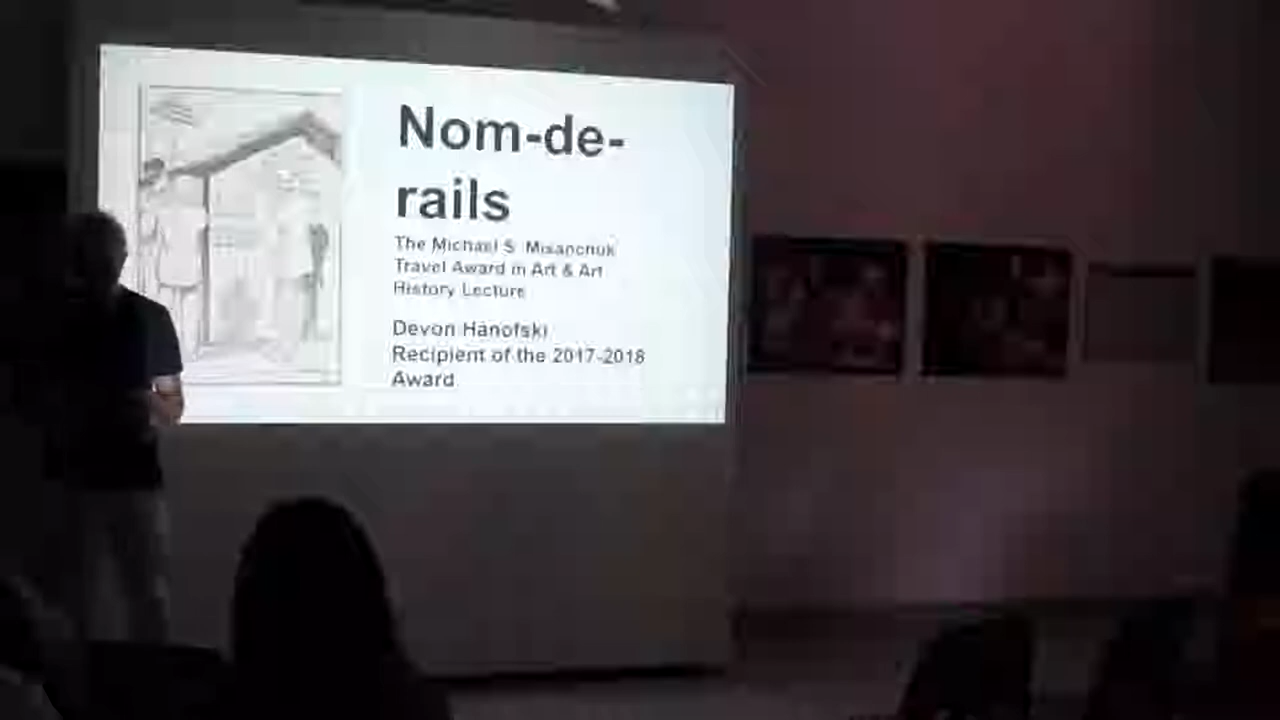 Nom-de-
rails
The Michael S. Misanchuk
Travel Award in Art & Art
History Lecture
Devon Hanofski
Recipient of the 2017-2018
Award